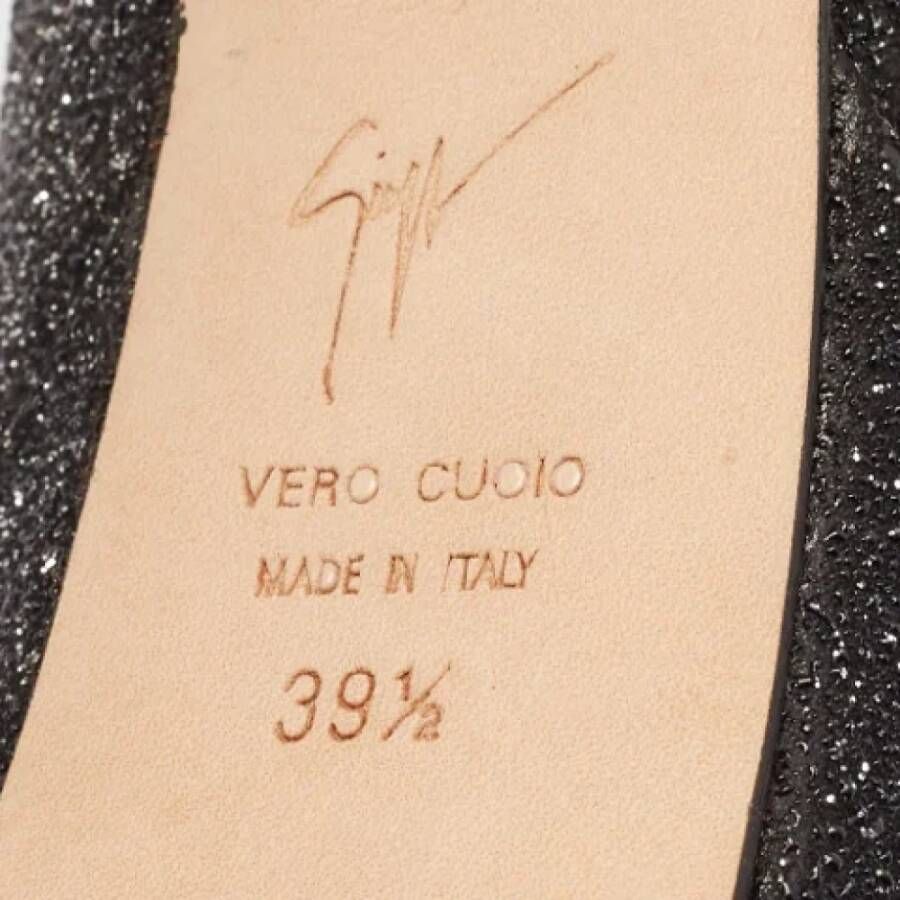 VERO CUOIO
MADE IN ITALY
39½